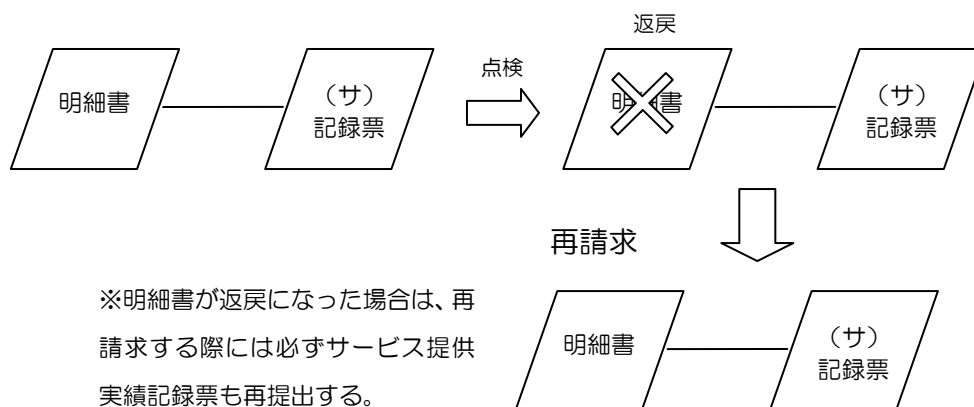 返戻
明細書
（サ）
記録票
点検
明細書
（サ）
記録票
再請求
※明細書が返戻になった場合は、再
請求する際には必ずサービス提供
実績記録票も再提出する。
明細書
（サ）
記録票